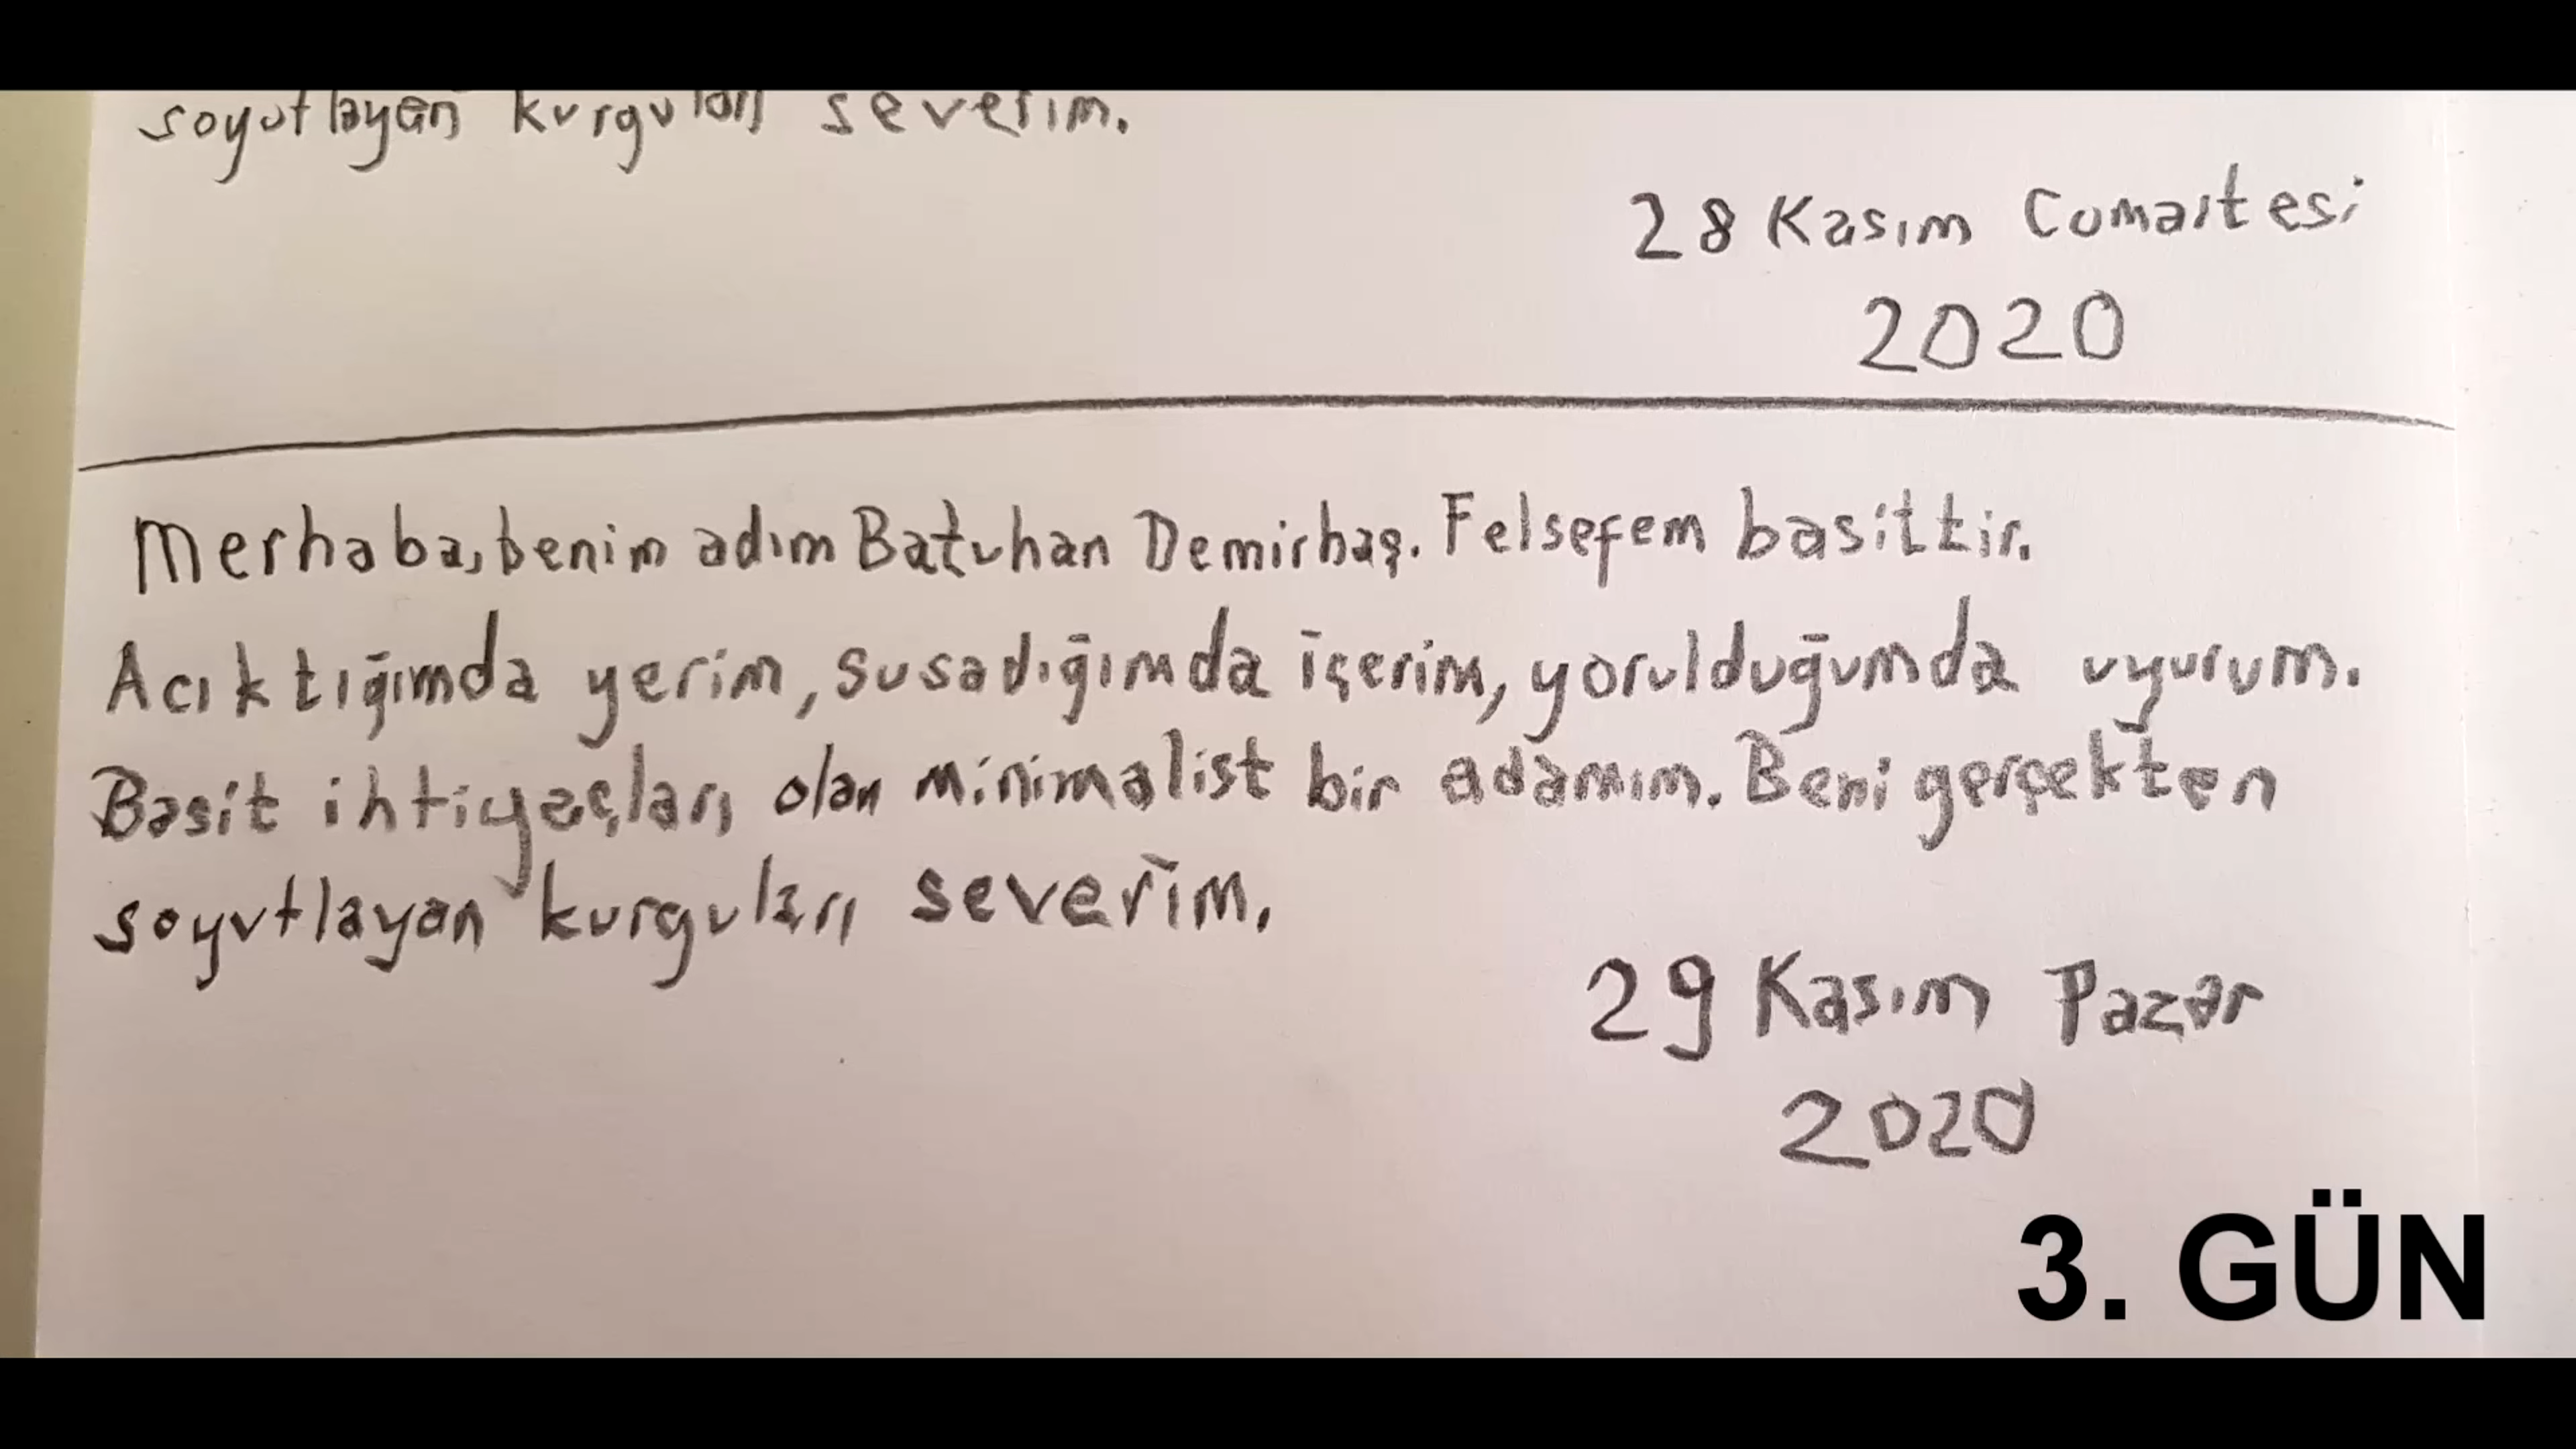 soyutlayan kurguları severim.
28 Kasım Cumartesi
2020
Merhaba, benim adım Batuhan Demirbaş. Felsefem basittir.
Acıktığımda yerim, susadığımda içerim, yorulduğumda uyurum.
Basit ihtiyaçları olan minimalist bir adamım. Beni gerçekten
soyutlayan kurguları severim.
29 Kasım Pazar
2020
3. GÜN